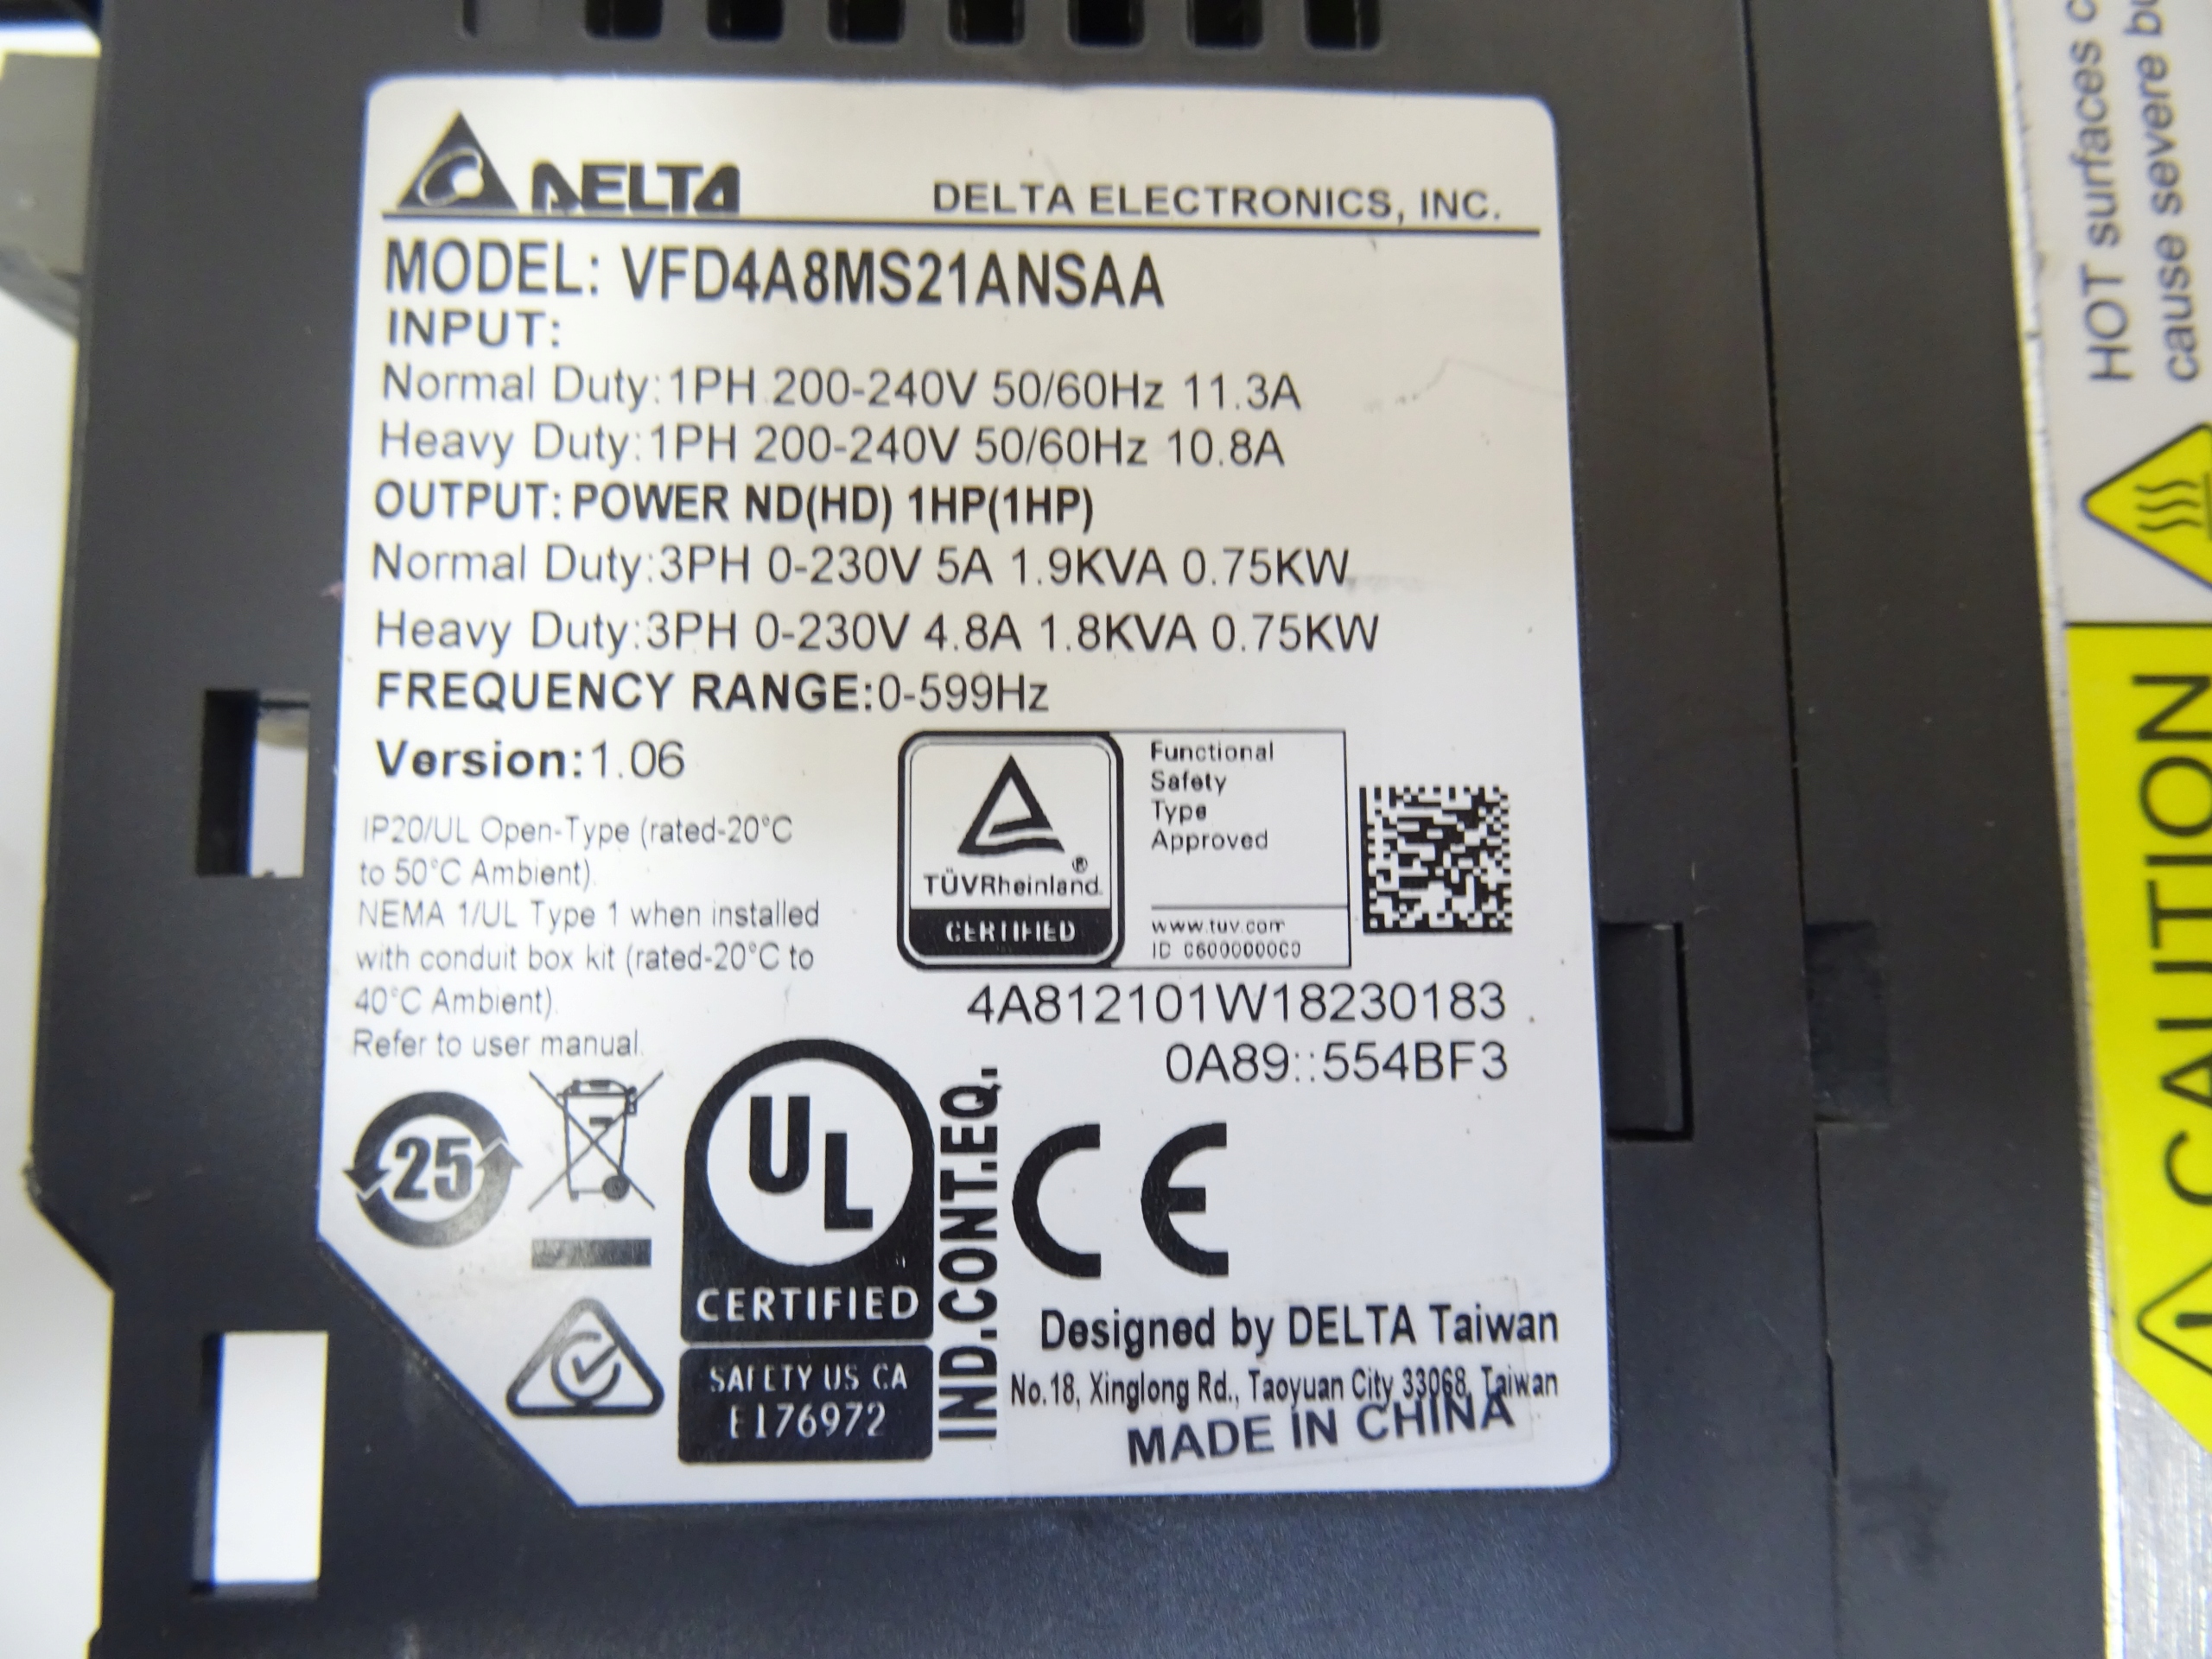 DELTA
DELTA ELECTRONICS, INC.
MODEL: VFD4A8MS21ANSAA
INPUT:
Normal Duty:1PH 200-240V 50/60Hz 11.3A
Heavy Duty:1PH 200-240V 50/60Hz 10.8A
OUTPUT: POWER ND(HD) 1HP(1HP)
Normal Duty:3PH 0-230V 5A 1.9KVA 0.75KW
Heavy Duty:3PH 0-230V 4.8A 1.8KVA 0.75KW
FREQUENCY RANGE:0-599Hz
Version:1.06
IP20/UL Open-Type (rated-20°C
to 50°C Ambient).
NEMA 1/UL Type 1 when installed
with conduit box kit (rated-20°C to
40°C Ambient).
Refer to user manual.
TÜVRheinland®
CERTIFIED
Functional
Safety
Type
Approved
www.tuv.com
ID
4A812101W18230183
0A89::554BF3
25
UL
CERTIFIED
SAFETY US CA
E176972
IND.CONT.EQ.
CE
Designed by DELTA Taiwan
No.18, Xinglong Rd., Taoyuan City 33068, Taiwan
MADE IN CHINA
HOT surfaces
cause severe
CAUTION